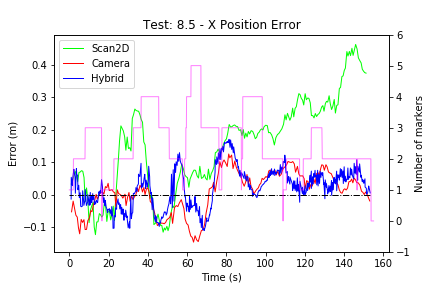 Test: 8.5 - X Position Error
Scan2D
Camera
Hybrid
Error (m)
0.4
0.3
0.2
0.1
0.0
−0.1
6
5
4
3
2
1
0
−1
Number of markers
0 20 40 60 80 100 120 140 160
Time (s)